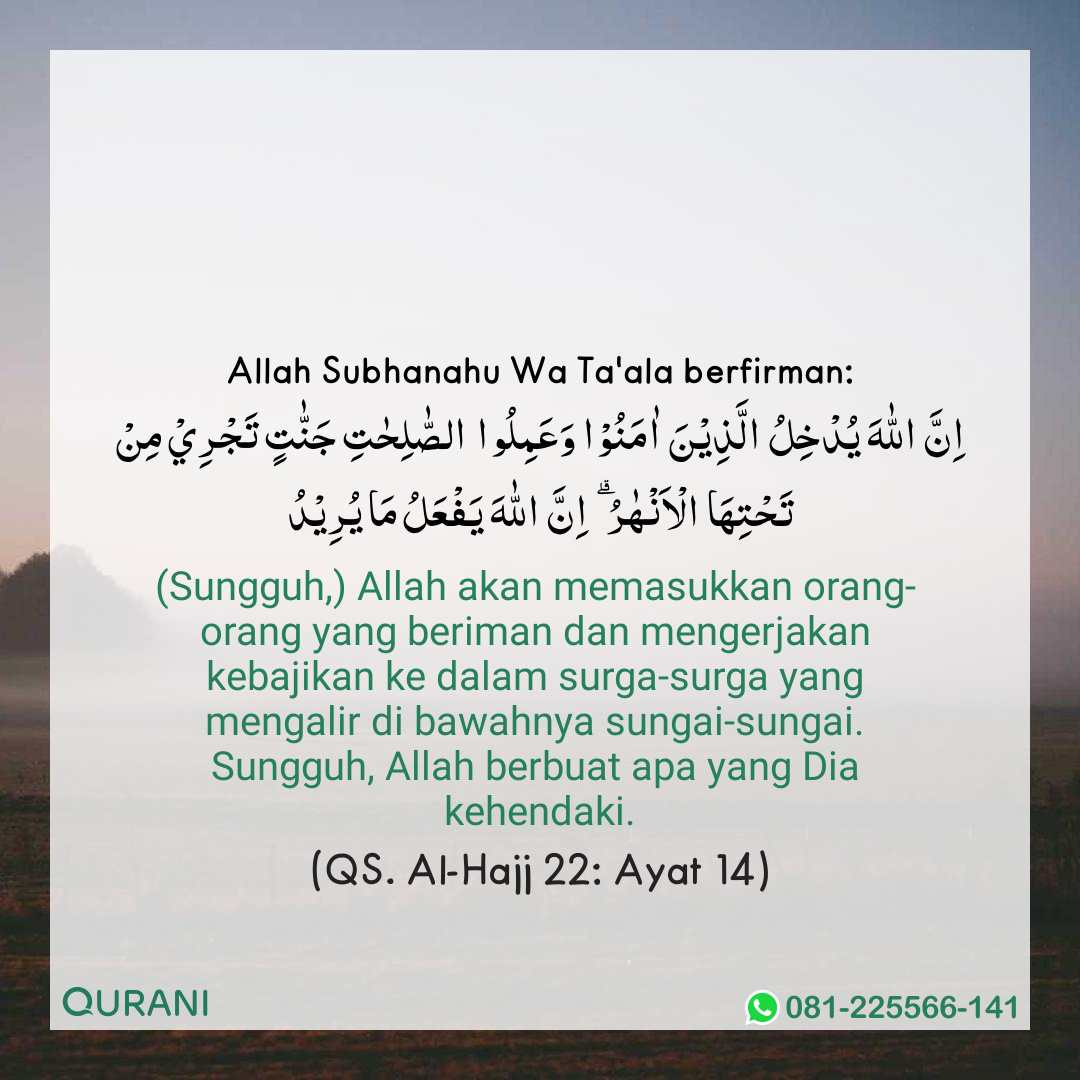 Allah Subhanahu Wa Ta'ala berfirman:
اِنَّ اللّٰهَ يُدْخِلُ الَّذِيْنَ اٰمَنُوْا وَعَمِلُوا الصّٰلِحٰتِ جَنّٰتٍ تَجْرِيْ مِنْ
تَحْتِهَا الْاَنْهٰرُۗ اِنَّ اللّٰهَ يَفْعَلُ مَا يُرِيْدُ
(Sungguh,) Allah akan memasukkan orang-
orang yang beriman dan mengerjakan
kebajikan ke dalam surga-surga yang
mengalir di bawahnya sungai-sungai.
Sungguh, Allah berbuat apa yang Dia
kehendaki.
(QS. Al-Hajj 22: Ayat 14)
QURANI
081-225566-141